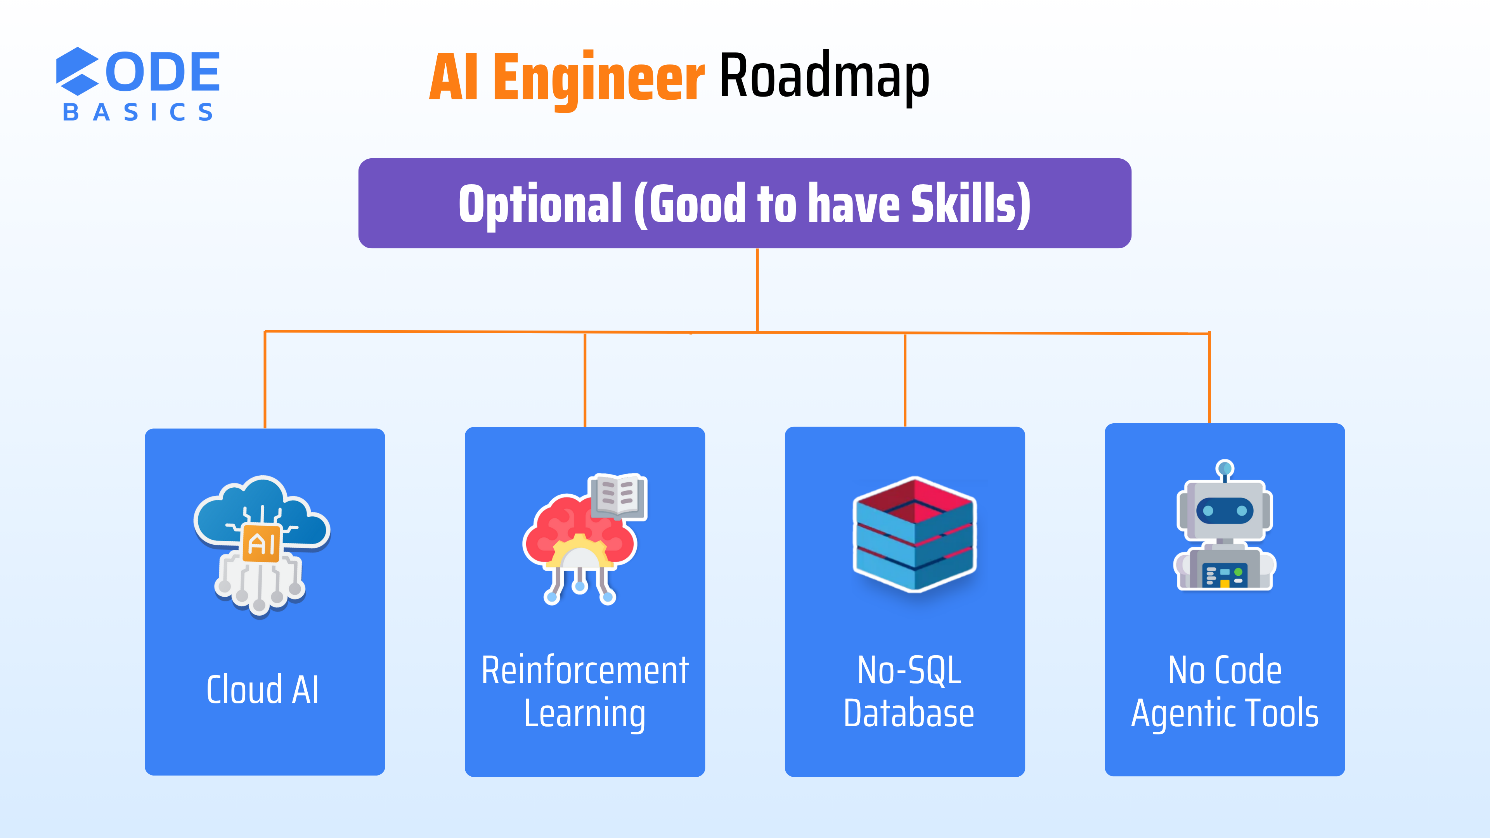 CODE
BASICS
AI Engineer Roadmap
Optional (Good to have Skills)
AI
Cloud AI
Reinforcement
Learning
No-SQL
Database
No Code
Agentic Tools